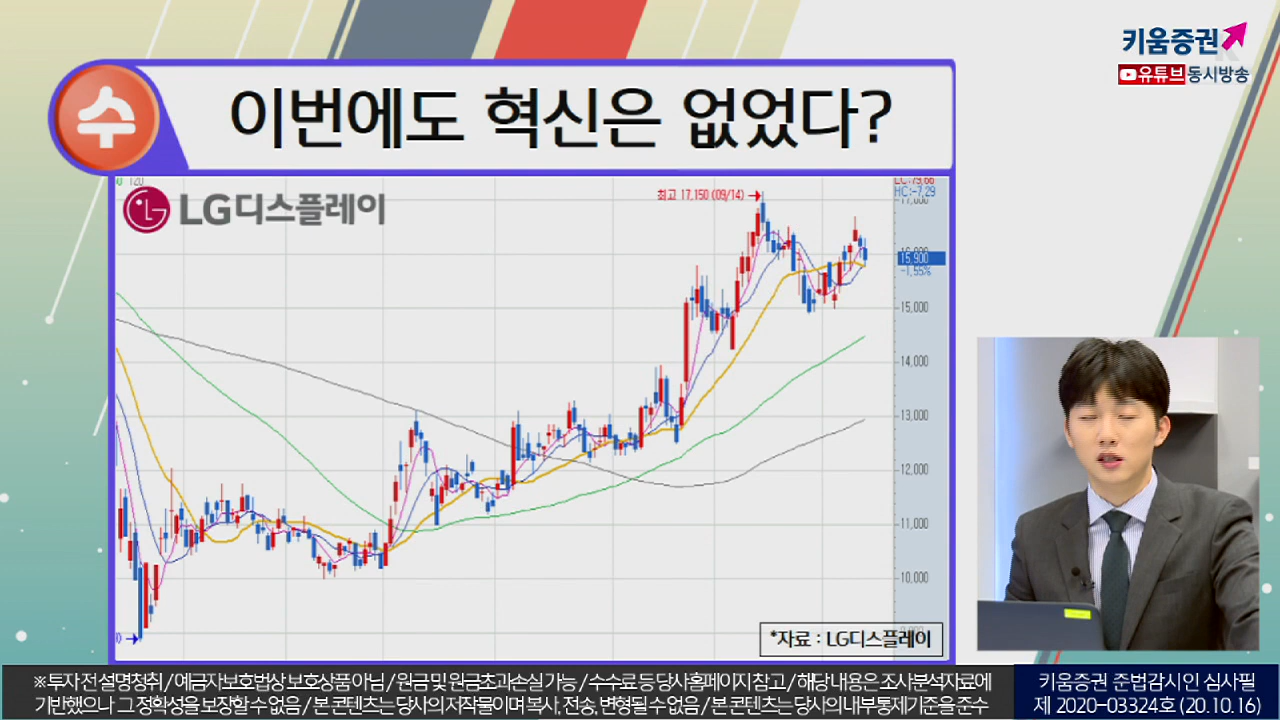 키움증권
유튜브 동시방송
수
이번에도 혁신은 없었다?
120
LG디스플레이
최고 17,150 (09/14)
LC:79.66
HC:-7.29
17,000
16,000
15,900
-1.55%
15,000
14,000
13,000
12,000
11,000
10,000
*자료 : LG디스플레이
※ 투자 전 설명청취 / 예금자보호법상 보호상품 아님 / 원금 및 원금초과손실 가능 / 수수료 등 당사홈페이지 참고 / 해당 내용은 조사분석자료에
기반했으나 그 정확성을 보장할 수 없음 / 본 콘텐츠는 당사의 저작물이며 복사, 전송, 변형될 수 없음 / 본 콘텐츠는 당사의 내부통제기준을 준수
키움증권 준법감시인 심사필
제 2020-03324호 (20.10.16)